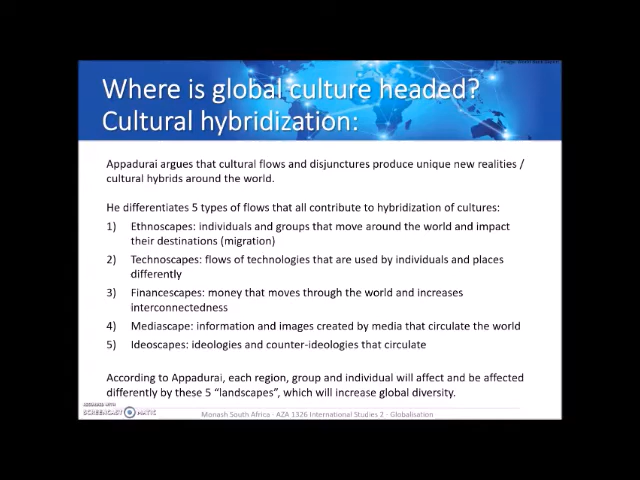 Where is global culture headed?
Cultural hybridization:
Appadurai argues that cultural flows and disjunctures produce unique new realities /
cultural hybrids around the world.
He differentiates 5 types of flows that all contribute to hybridization of cultures:
1) Ethnoscapes: individuals and groups that move around the world and impact
their destinations (migration)
2) Technoscapes: flows of technologies that are used by individuals and places
differently
3) Financescapes: money that moves through the world and increases
interconnectedness
4) Mediascape: information and images created by media that circulate the world
5) Ideoscapes: ideologies and counter-ideologies that circulate
According to Appadurai, each region, group and individual will affect and be affected
differently by these 5 "landscapes", which will increase global diversity.
RECORDED WITH
SCREENCAST MATIC
Monash South Africa - AZA 1326 International Studies 2 - Globalisation